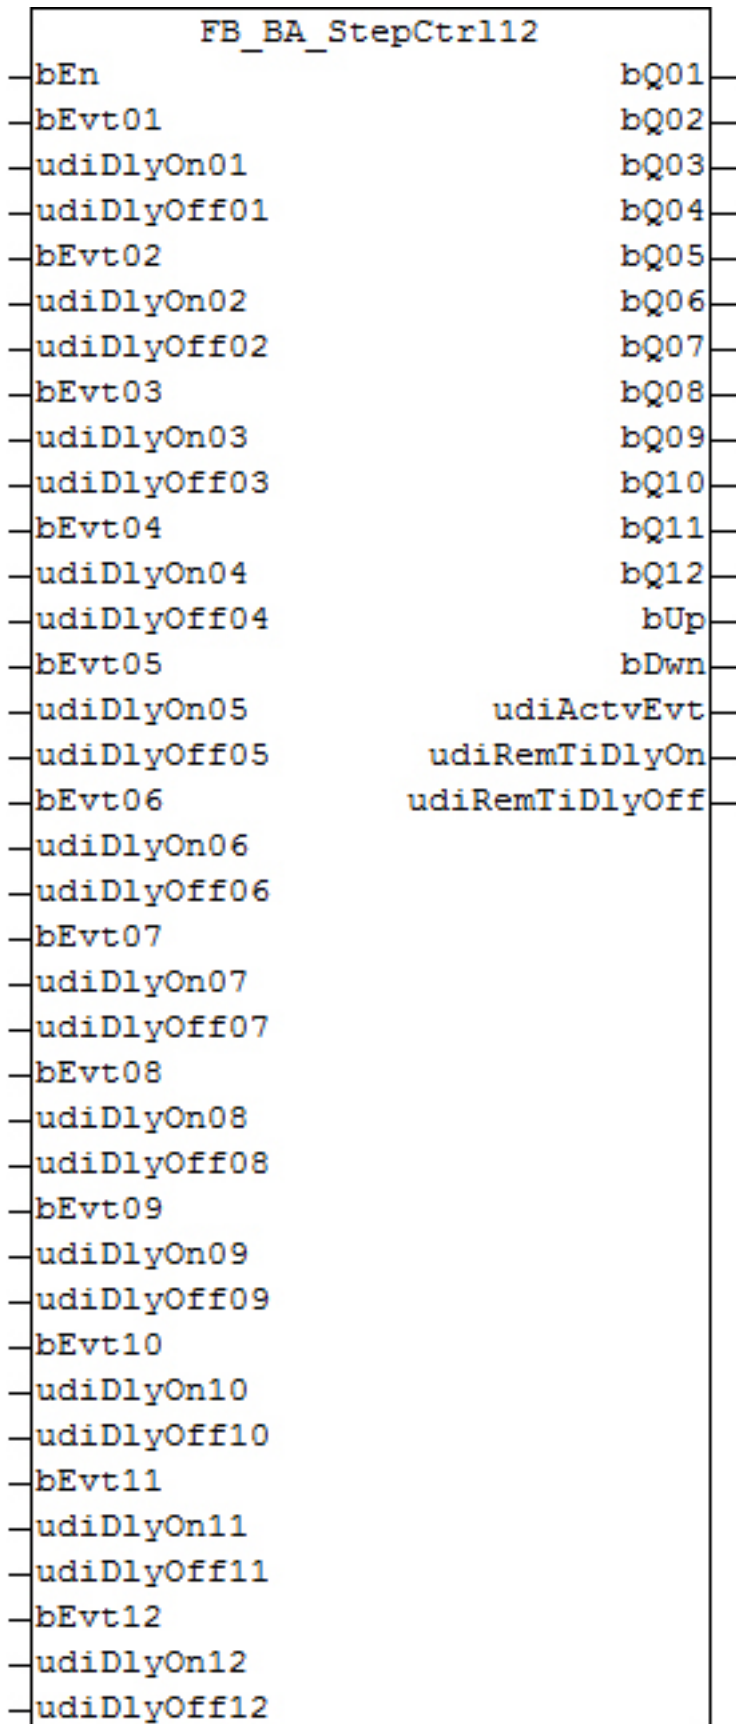 FB_BA_StepCtrl12
bEn bQ01
bEvt01 bQ02
udiDlyOn01 bQ03
udiDlyOff01 bQ04
bEvt02 bQ05
udiDlyOn02 bQ06
udiDlyOff02 bQ07
bEvt03 bQ08
udiDlyOn03 bQ09
udiDlyOff03 bQ10
bEvt04 bQ11
udiDlyOn04 bQ12
udiDlyOff04 bUp
bEvt05 bDwn
udiDlyOn05 udiActvEvt
udiDlyOff05 udiRemTiDlyOn
bEvt06 udiRemTiDlyOff
udiDlyOn06
udiDlyOff06
bEvt07
udiDlyOn07
udiDlyOff07
bEvt08
udiDlyOn08
udiDlyOff08
bEvt09
udiDlyOn09
udiDlyOff09
bEvt10
udiDlyOn10
udiDlyOff10
bEvt11
udiDlyOn11
udiDlyOff11
bEvt12
udiDlyOn12
udiDlyOff12